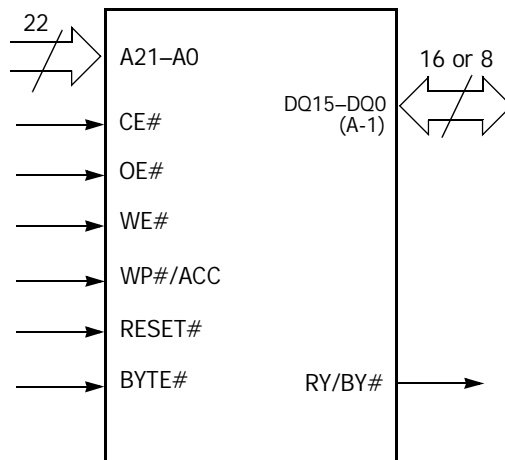 22
A21–A0
16 or 8
DQ15–DQ0
(A-1)
CE#
OE#
WE#
WP#/ACC
RESET#
BYTE#
RY/BY#